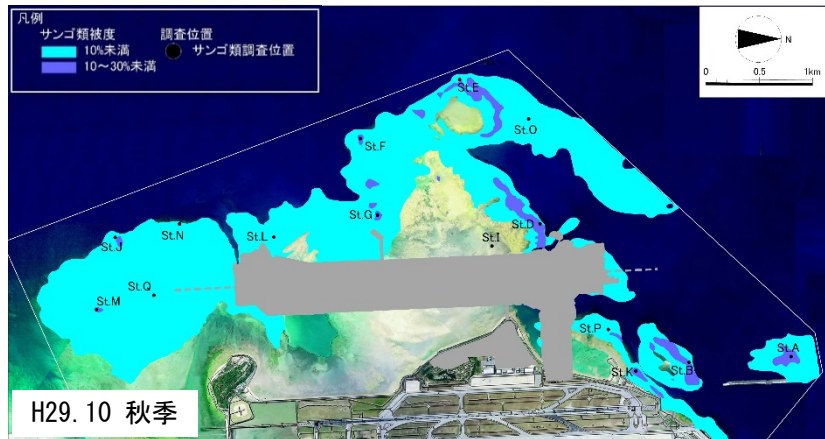 凡例
サンゴ類被度 調査位置
10%未満 サンゴ類調査位置
10～30%未満
N
0 0.5 1km
St.E
St.O
St.F
St.G
St.D
St.N
St.L
St.I
St.J
St.Q
St.M
St.P
St.A
St.B
St.K
H29.10 秋季